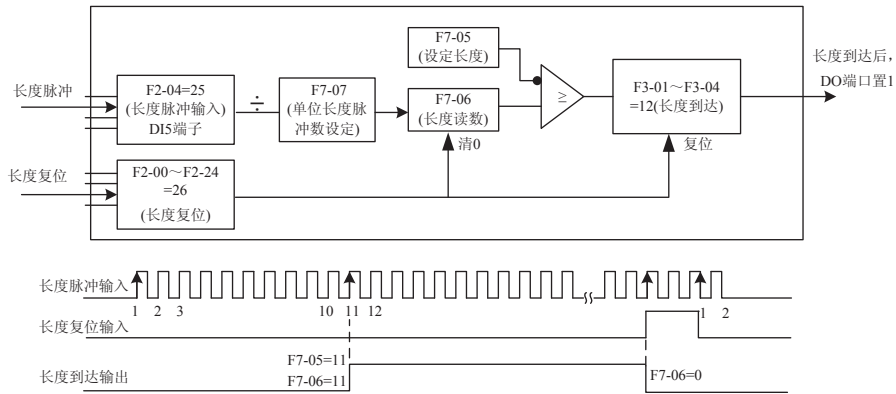 长度脉冲
F2-04=25
(长度脉冲输入)
DI5端子
÷
F7-07
(单位长度脉
冲数设定)
F7-05
(设定长度)
F7-06
(长度读数)
清0
≥
F3-01～F3-04
=12(长度到达)
复位
长度到达后，
DO端口置1
长度复位
F2-00～F2-24
=26
(长度复位)
长度脉冲输入
1 2 3 10 11 12 1 2
长度复位输入
F7-05=11
长度到达输出
F7-06=11
F7-06=0